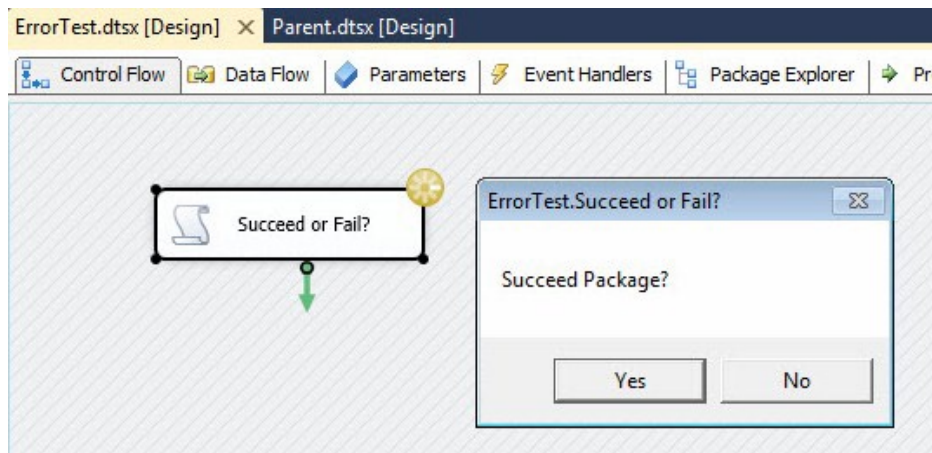 ErrorTest.dtsx [Design] Parent.dtsx [Design]
Control Flow Data Flow Parameters Event Handlers Package Explorer Pr
Succeed or Fail?
ErrorTest.Succeed or Fail?
Succeed Package?
Yes No